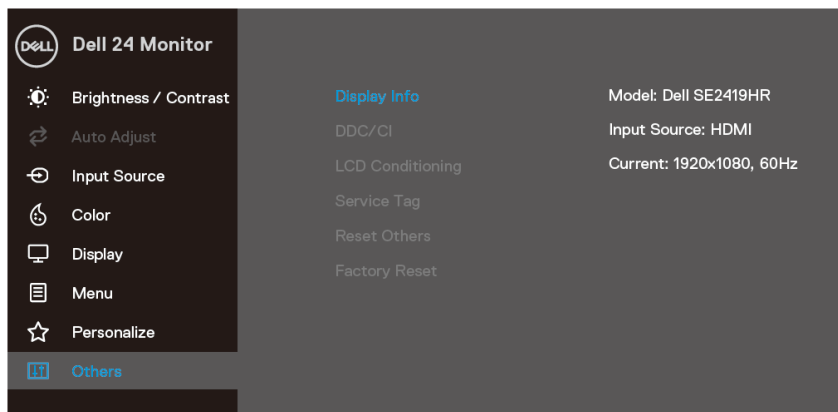 DELL
Dell 24 Monitor
Brightness / Contrast
Auto Adjust
Input Source
Color
Display
Menu
Personalize
Others
Display Info
DDC/CI
LCD Conditioning
Service Tag
Reset Others
Factory Reset
Model: Dell SE2419HR
Input Source: HDMI
Current: 1920x1080, 60Hz